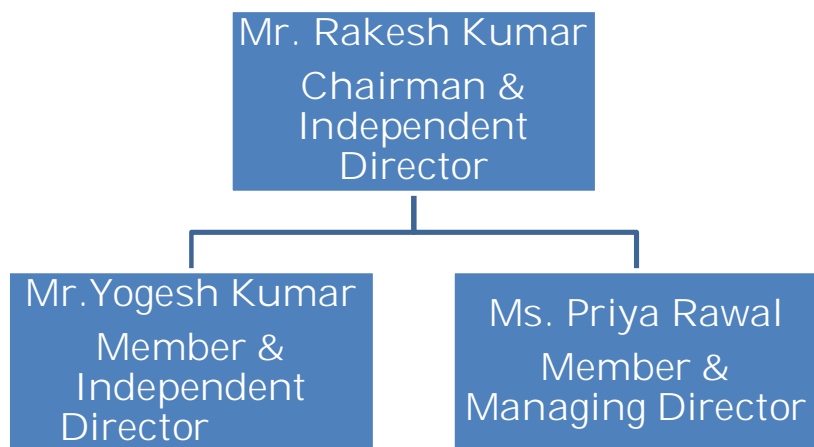 Mr. Rakesh Kumar
Chairman &
Independent
Director
Mr.Yogesh Kumar
Member &
Independent
Director
Ms. Priya Rawal
Member &
Managing Director